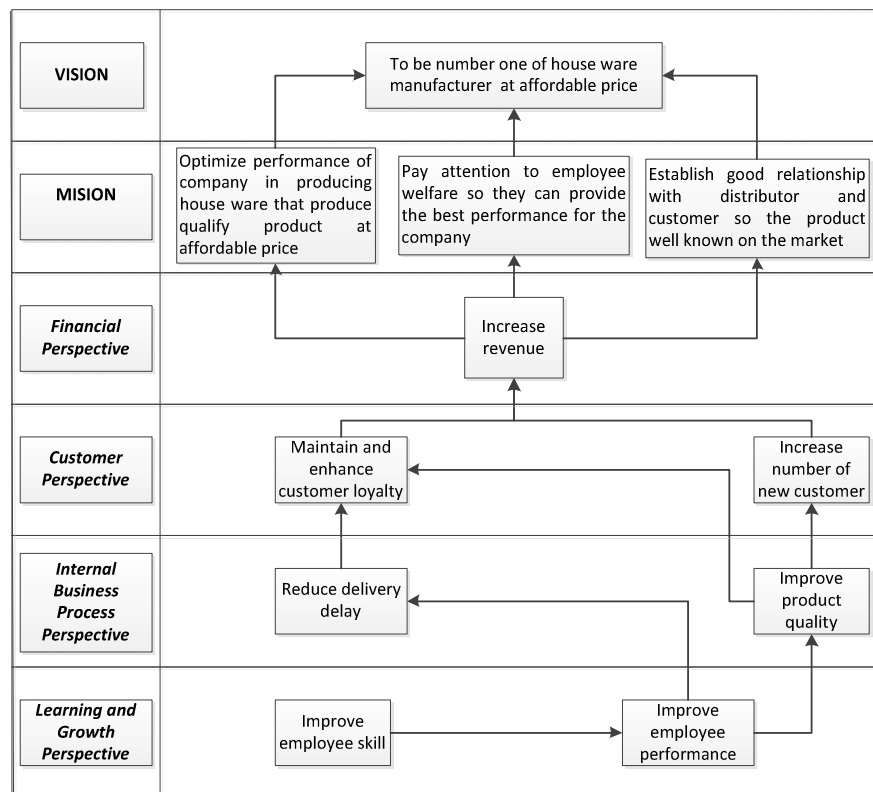 VISION
To be number one of house ware
manufacturer at affordable price
MISION
Optimize performance of
company in producing
house ware that produce
qualify product at
affordable price
Pay attention to employee
welfare so they can provide
the best performance for the
company
Establish good relationship
with distributor and
customer so the product
well known on the market
Financial
Perspective
Increase
revenue
Customer
Perspective
Maintain and
enhance
customer loyalty
Increase
number of
new customer
Internal
Business
Process
Perspective
Reduce delivery
delay
Improve
product
quality
Learning and
Growth
Perspective
Improve
employee skill
Improve
employee
performance